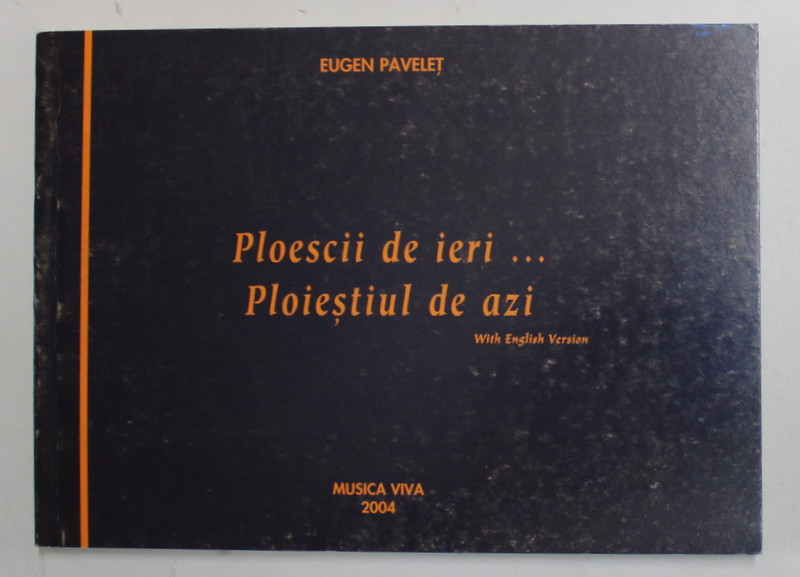 EUGEN PAVELEȚ
Ploescii de ieri ...
Ploieștiul de azi
With English Version
MUSICA VIVA
2004